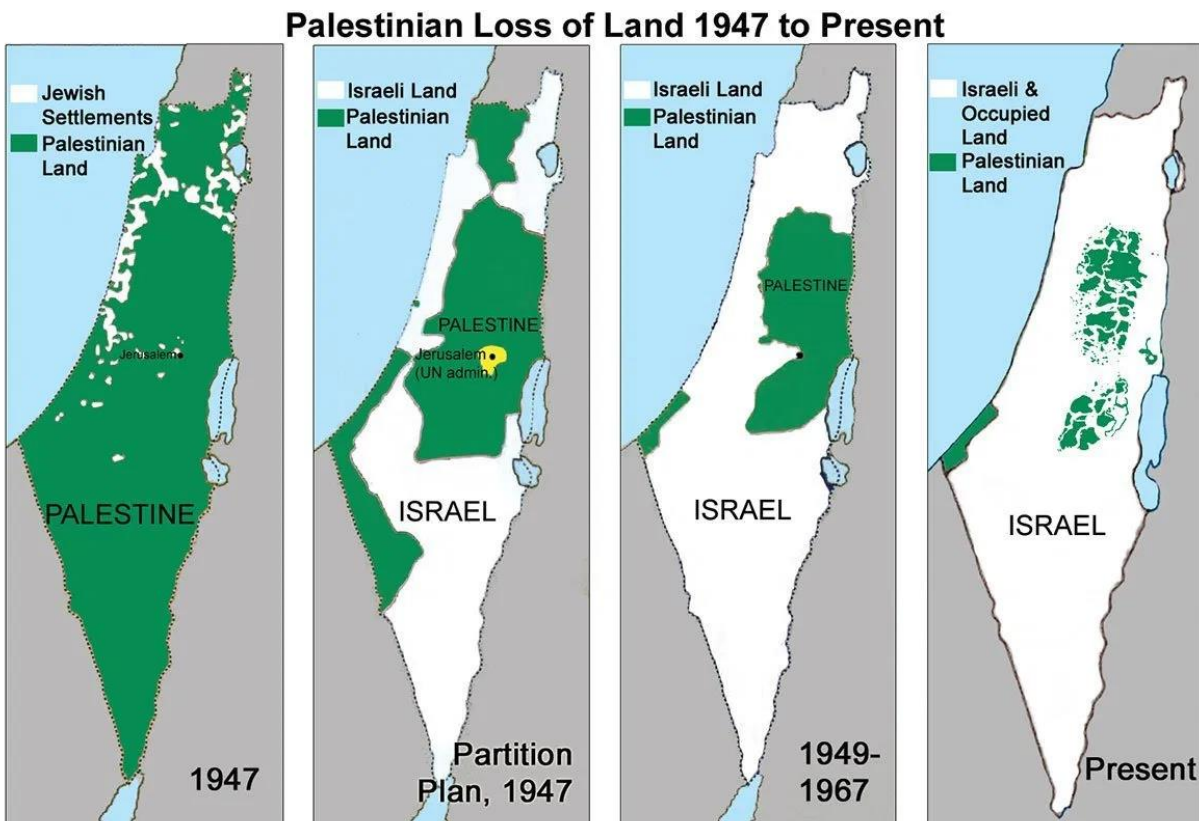 Palestinian Loss of Land 1947 to Present
Jewish
Settlements
Palestinian
Land
Jerusalem
PALESTINE
1947
Israeli Land
Palestinian
Land
PALESTINE
Jerusalem
(UN admin.)
ISRAEL
Partition
Plan, 1947
Israeli Land
Palestinian
Land
PALESTINE
ISRAEL
1949-
1967
Israeli &
Occupied
Land
Palestinian
Land
ISRAEL
Present